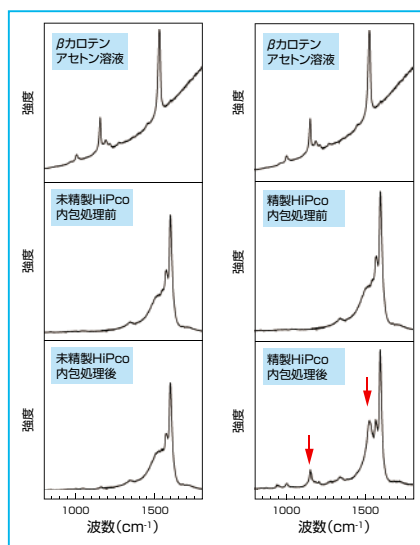 βカロテン
アセトン溶液
強度
未精製HiPco
内包処理前
強度
未精製HiPco
内包処理後
強度
1000
1500
波数(cm-1)
βカロテン
アセトン溶液
強度
精製HiPco
内包処理前
強度
精製HiPco
内包処理後
強度
1000
1500
波数(cm-1)